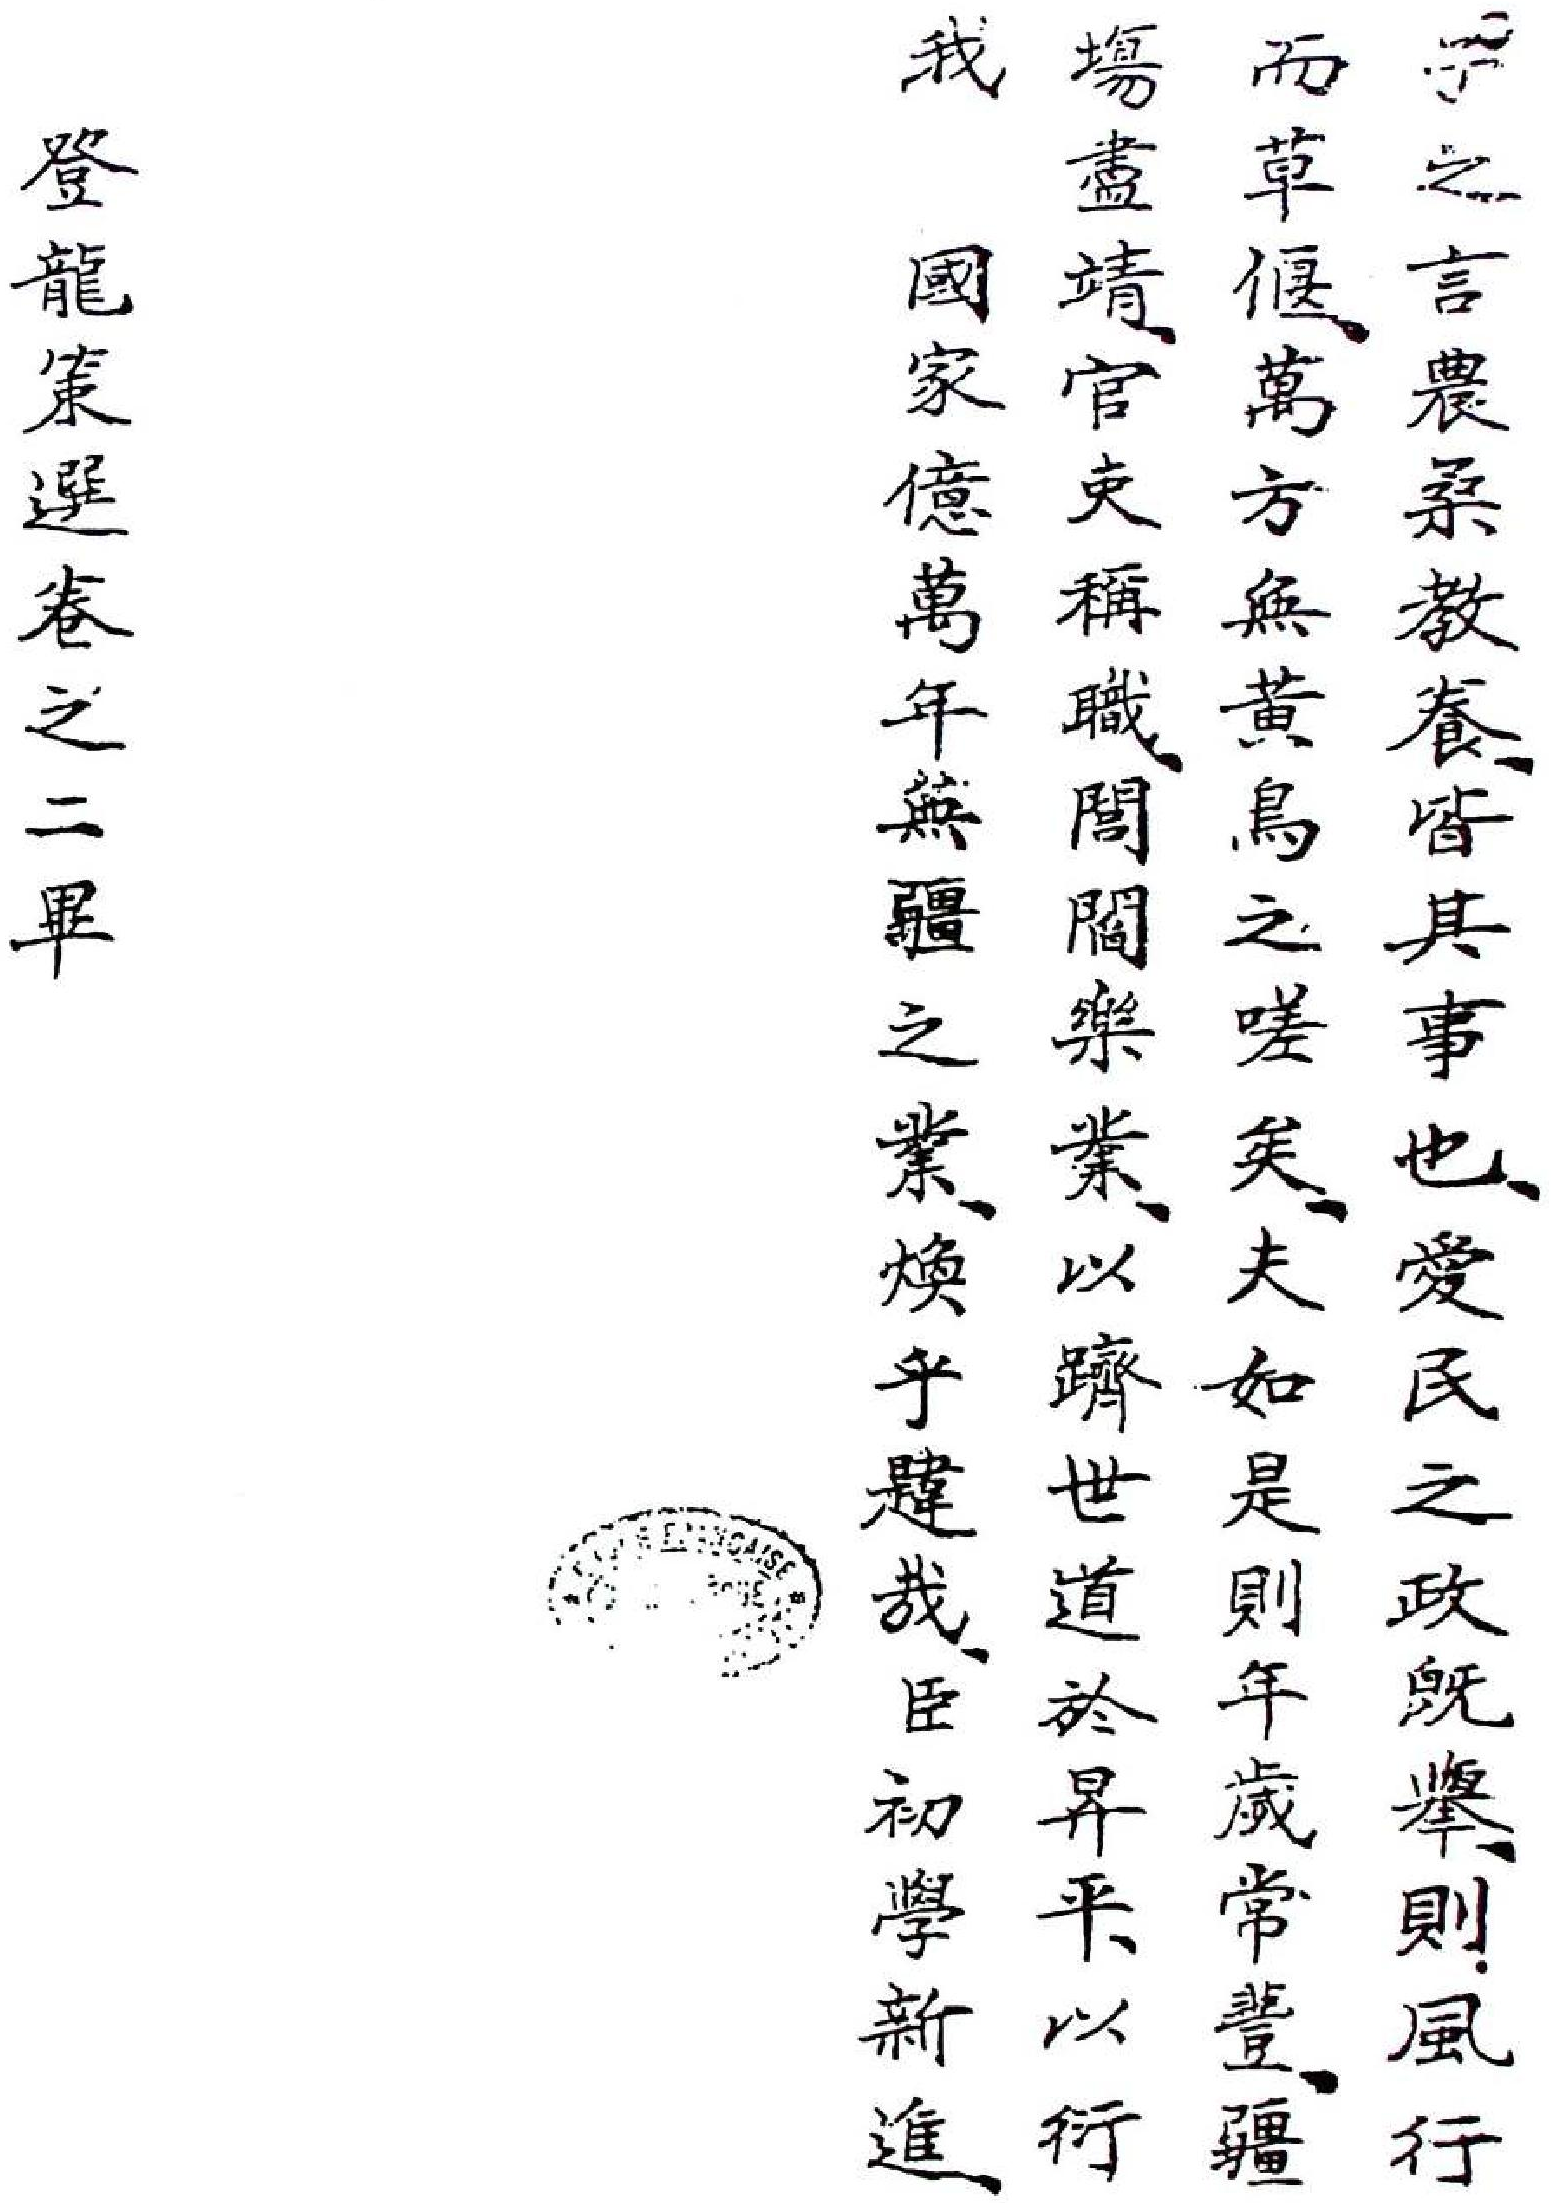 之言農桑教養、皆其事也、愛民之政既舉、則風行
而草偃、萬方無黃鳥之嗟矣、夫如是則年歲常豐、疆
塲盡靖、官吏稱職、閭閻樂業、以躋世道於昇平、以衍
我 國家億萬年無疆之業、煥乎韙哉、臣初學新進、
登龍策選卷之二畢